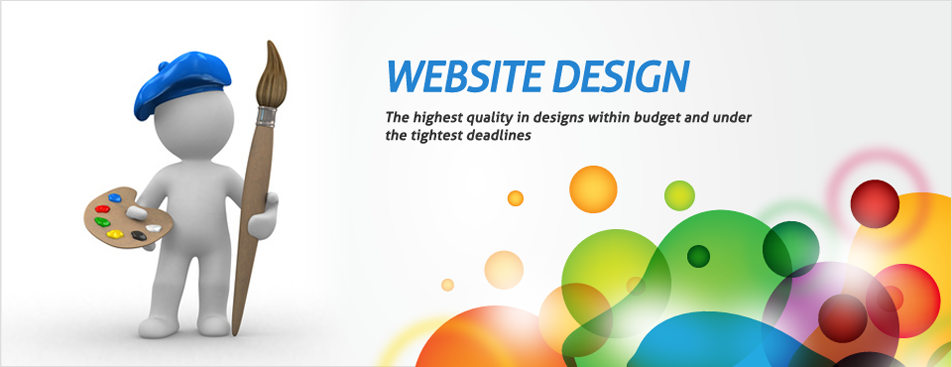 WEBSITE DESIGN
The highest quality in designs within budget and under
the tightest deadlines